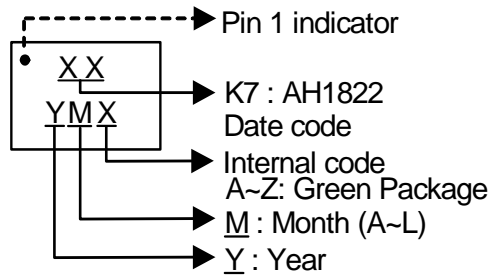 Pin 1 indicator
XX
K7 : AH1822
YMX
Date code
Internal code
A~Z: Green Package
M : Month (A~L)
Y : Year